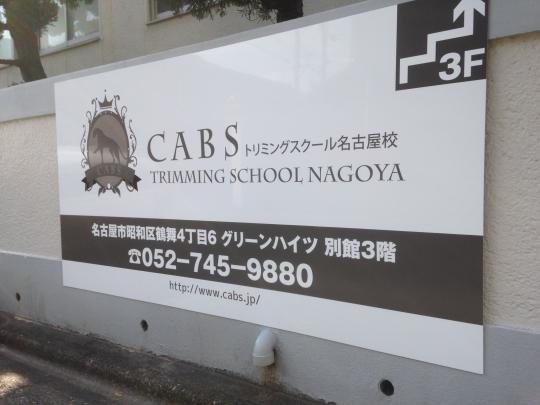 3F
CABS
CABS トリミングスクール名古屋校
TRIMMING SCHOOL NAGOYA
名古屋市昭和区鶴舞4丁目6 グリーンハイツ 別館3階
☎052-745-9880
http://www.cabs.jp/